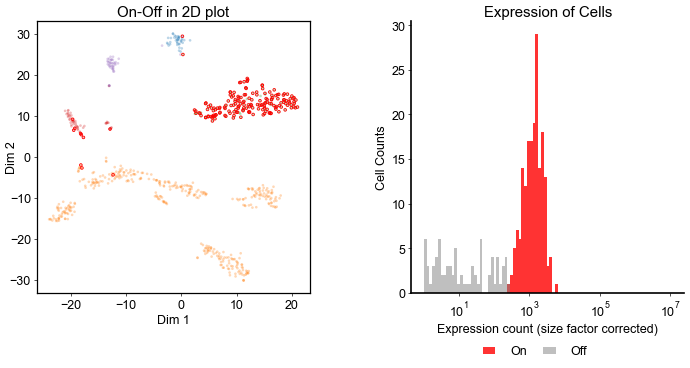 On-Off in 2D plot
Expression of Cells
30
20
10
0
−10
−20
−30
Dim 2
−20
−10
0
10
20
Dim 1
30
25
20
15
10
5
0
Cell Counts
10^1
10^3
10^5
10^7
Expression count (size factor corrected)
On
Off